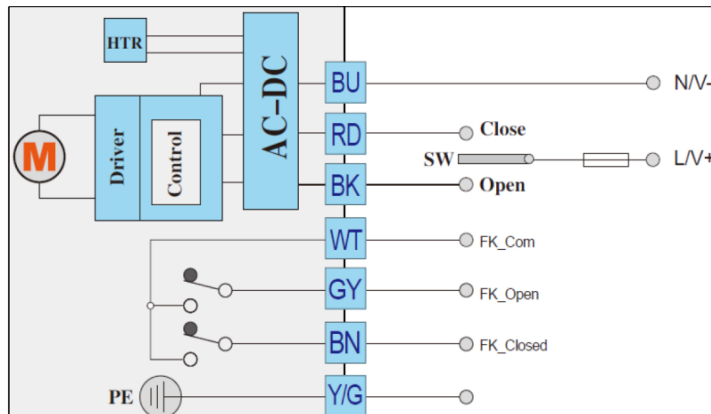 HTR
AC-DC
BU
N/V-
M
Driver
Control
RD
Close
SW
L/V+
BK
Open
WT
FK_Com
GY
FK_Open
BN
FK_Closed
PE
Y/G